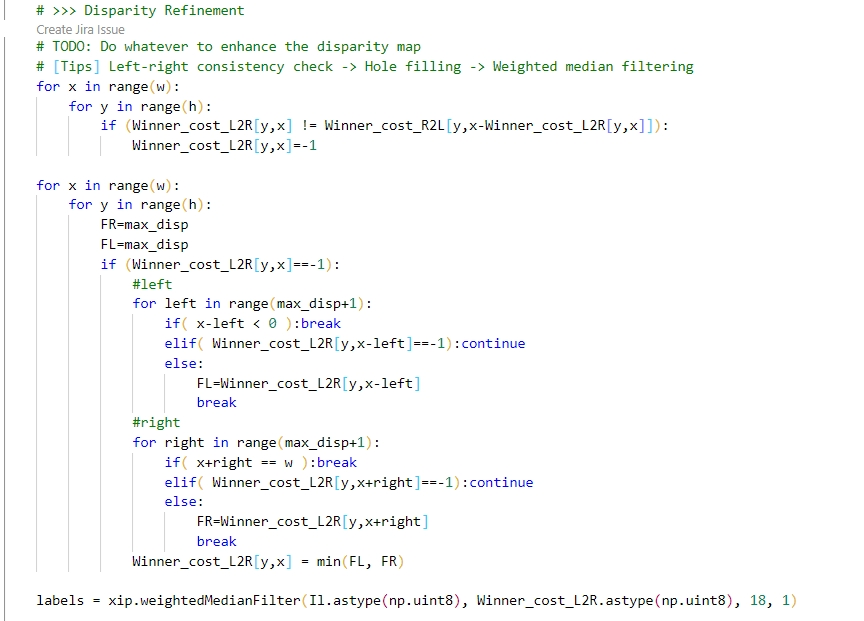 # >>> Disparity Refinement
Create Jira Issue
# TODO: Do whatever to enhance the disparity map
# [Tips] Left-right consistency check -> Hole filling -> Weighted median filtering
for x in range(w):
    for y in range(h):
        if (Winner_cost_L2R[y,x] != Winner_cost_R2L[y,x-Winner_cost_L2R[y,x]]):
            Winner_cost_L2R[y,x]=-1

for x in range(w):
    for y in range(h):
        FR=max_disp
        FL=max_disp
        if (Winner_cost_L2R[y,x]==-1):
            #left
            for left in range(max_disp+1):
                if( x-left < 0 ):break
                elif( Winner_cost_L2R[y,x-left]==-1):continue
                else:
                    FL=Winner_cost_L2R[y,x-left]
                    break
            #right
            for right in range(max_disp+1):
                if( x+right == w ):break
                elif( Winner_cost_L2R[y,x+right]==-1):continue
                else:
                    FR=Winner_cost_L2R[y,x+right]
                    break
            Winner_cost_L2R[y,x] = min(FL, FR)

labels = xip.weightedMedianFilter(Il.astype(np.uint8), Winner_cost_L2R.astype(np.uint8), 18, 1)